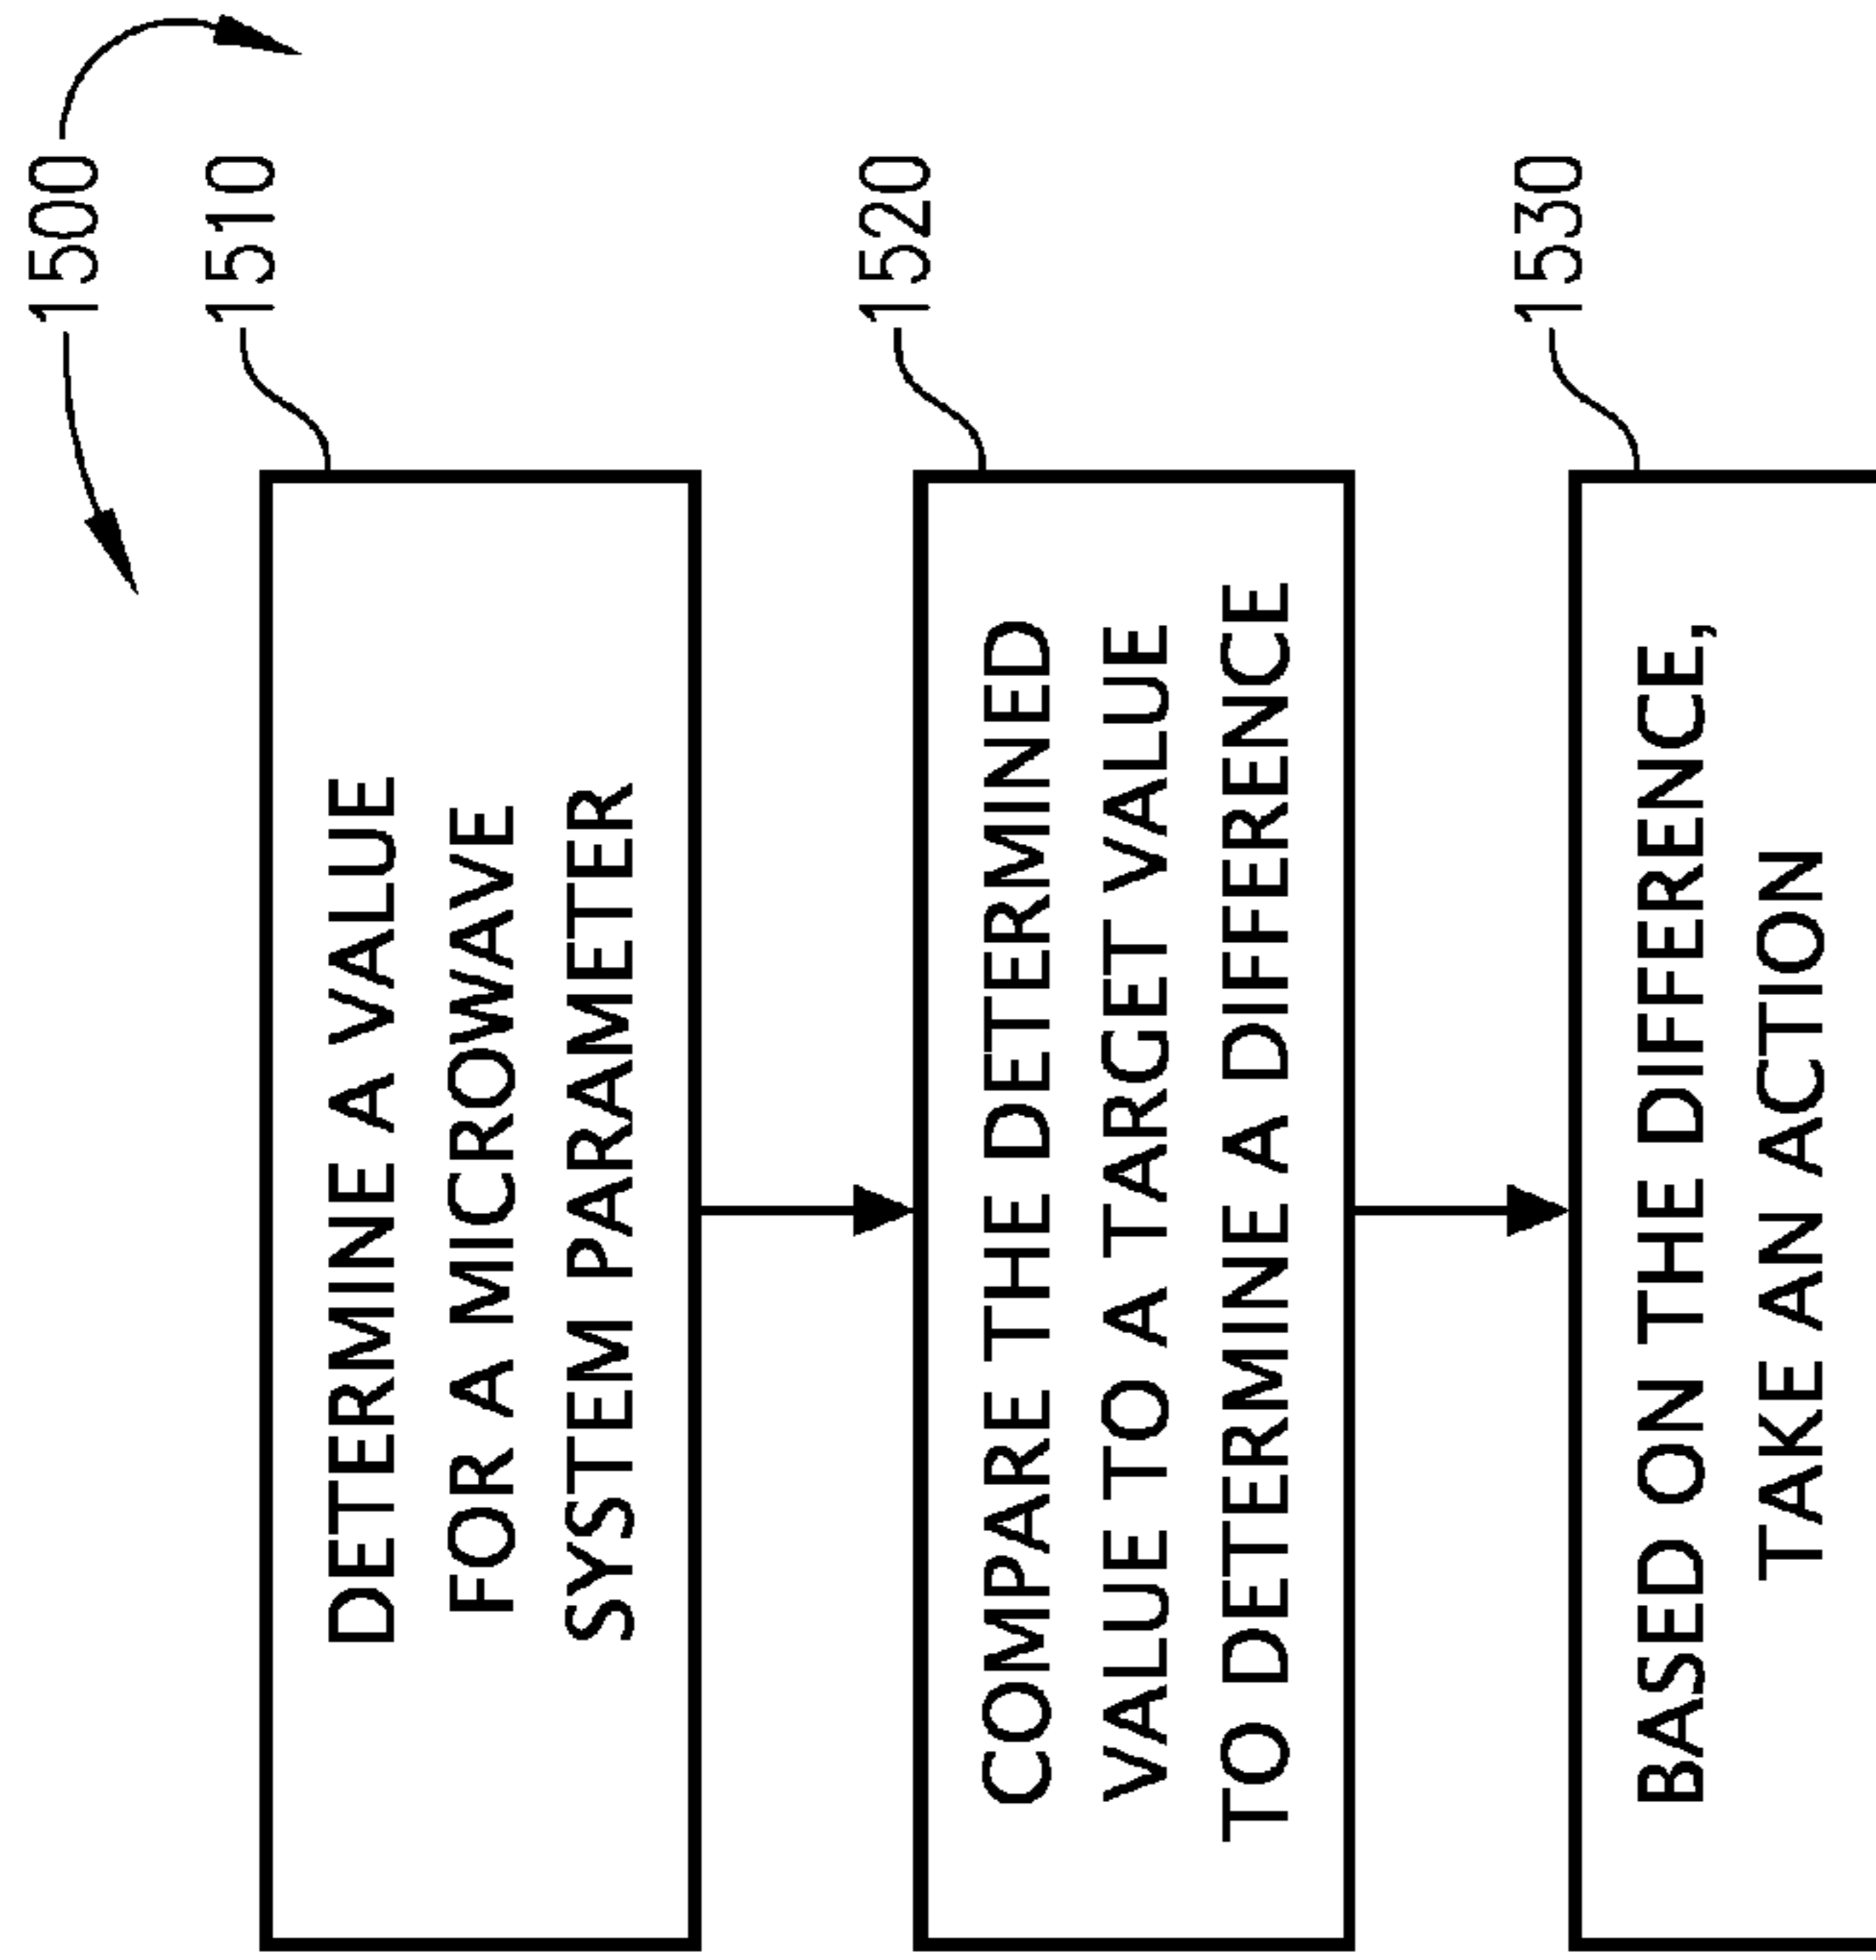 1500
1510
DETERMINE A VALUE
FOR A MICROWAVE
SYSTEM PARAMETER
1520
COMPARE THE DETERMINED
VALUE TO A TARGET VALUE
TO DETERMINE A DIFFERENCE
1530
BASED ON THE DIFFERENCE,
TAKE AN ACTION